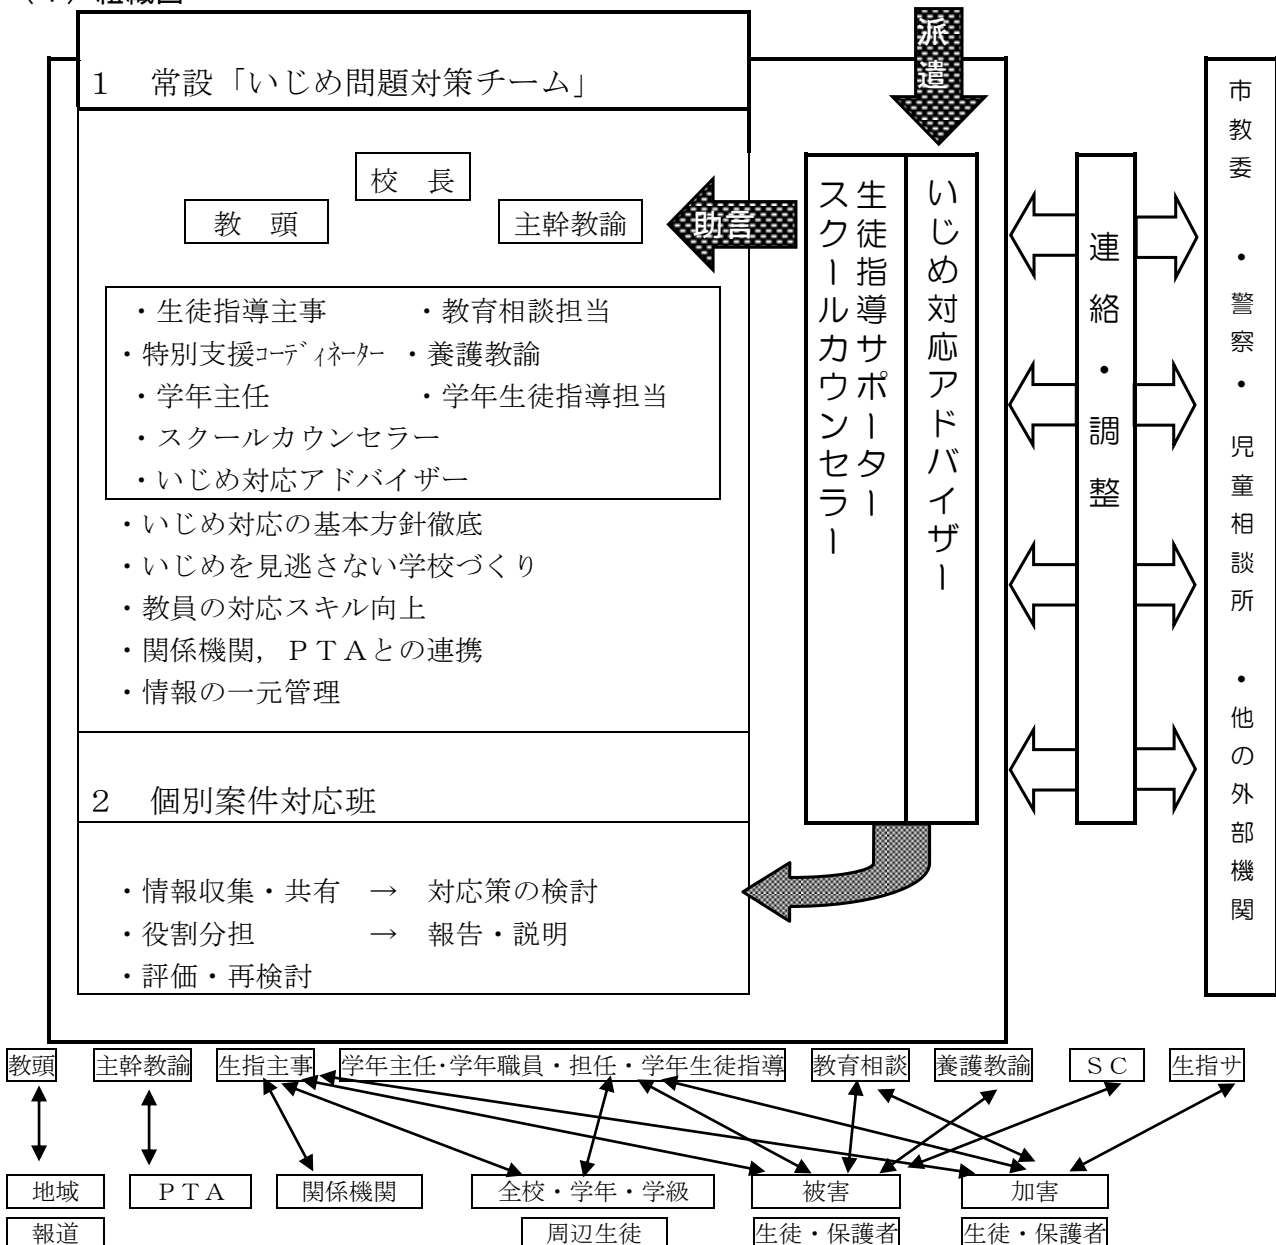 (1) 組織図
派遣
1 常設「いじめ問題対策チーム」
校 長
教 頭
主幹教諭
助言
・生徒指導主事 ・教育相談担当
・特別支援ｺｰﾃﾞｨﾈｰﾀｰ ・養護教諭
・学年主任 ・学年生徒指導担当
・スクールカウンセラー
・いじめ対応アドバイザー
・いじめ対応の基本方針徹底
・いじめを見逃さない学校づくり
・教員の対応スキル向上
・関係機関，ＰＴＡとの連携
・情報の一元管理
2 個別案件対応班
・情報収集・共有 → 対応策の検討
・役割分担 → 報告・説明
・評価・再検討
いじめ対応アドバイザー
生徒指導サポーター
スクールカウンセラー
連絡・調整
市教委 ・警察・ 児童相談所 ・他の外部機関
教頭 主幹教諭 生指主事 学年主任・学年職員・担任・学年生徒指導 教育相談 養護教諭 ＳＣ 生指サ
地域 ＰＴＡ 関係機関 全校・学年・学級 被害 加害
報道 周辺生徒 生徒・保護者 生徒・保護者